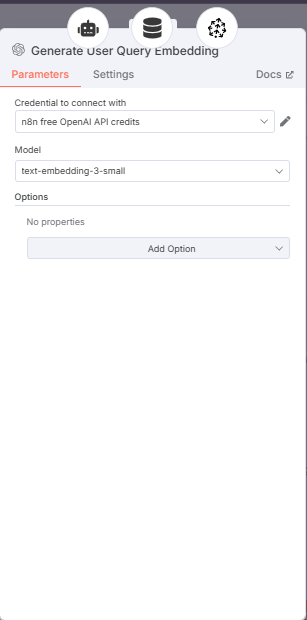 Generate User Query Embedding
Parameters
Settings
Docs
Credential to connect with
n8n free OpenAI API credits
Model
text-embedding-3-small
Options
No properties
Add Option